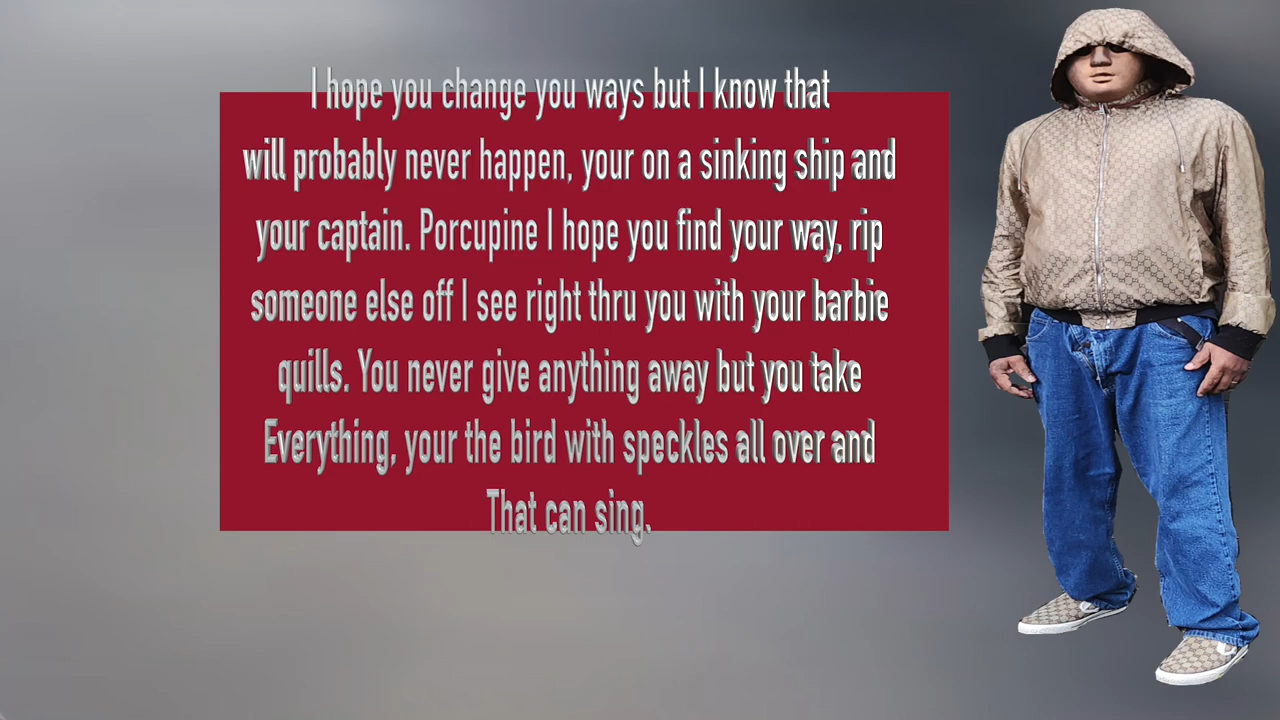 I hope you change you ways but I know that
will probably never happen, your on a sinking ship and
your captain. Porcupine I hope you find your way, rip
someone else off I see right thru you with your barbie
quills. You never give anything away but you take
Everything, your the bird with speckles all over and
That can sing.